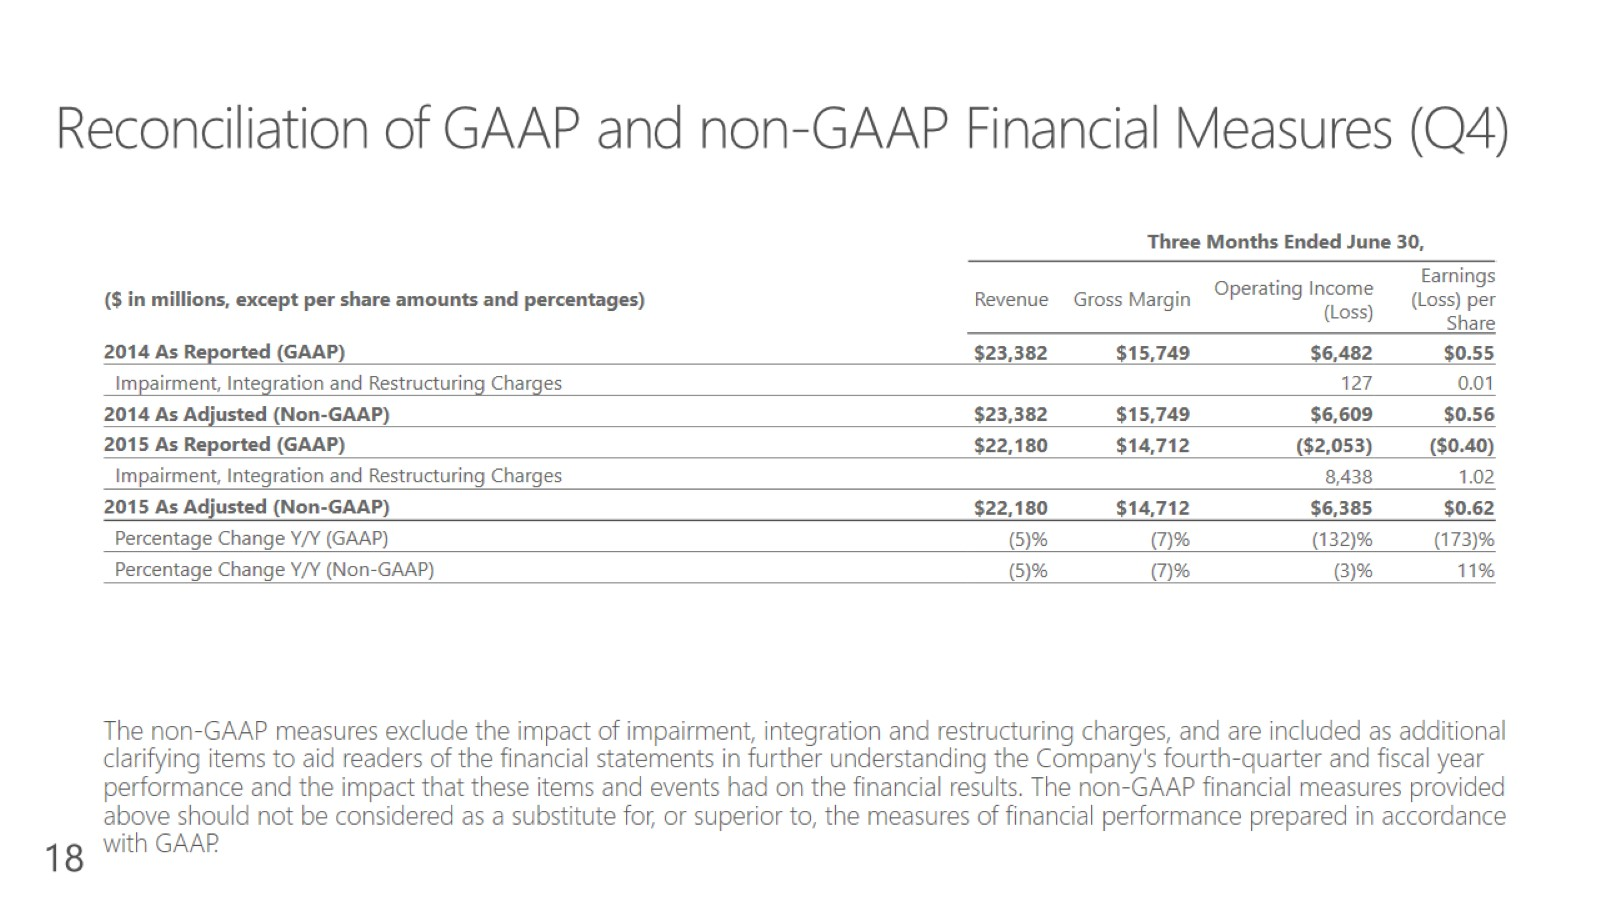 Reconciliation of GAAP and non-GAAP Financial Measures (Q4)
Three Months Ended June 30,
($ in millions, except per share amounts and percentages) Revenue Gross Margin Operating Income (Loss) Earnings (Loss) per Share
2014 As Reported (GAAP) $23,382 $15,749 $6,482 $0.55
Impairment, Integration and Restructuring Charges 127 0.01
2014 As Adjusted (Non-GAAP) $23,382 $15,749 $6,609 $0.56
2015 As Reported (GAAP) $22,180 $14,712 ($2,053) ($0.40)
Impairment, Integration and Restructuring Charges 8,438 1.02
2015 As Adjusted (Non-GAAP) $22,180 $14,712 $6,385 $0.62
Percentage Change Y/Y (GAAP) (5)% (7)% (132)% (173)%
Percentage Change Y/Y (Non-GAAP) (5)% (7)% (3)% 11%
The non-GAAP measures exclude the impact of impairment, integration and restructuring charges, and are included as additional
clarifying items to aid readers of the financial statements in further understanding the Company's fourth-quarter and fiscal year
performance and the impact that these items and events had on the financial results. The non-GAAP financial measures provided
above should not be considered as a substitute for, or superior to, the measures of financial performance prepared in accordance
with GAAP.
18